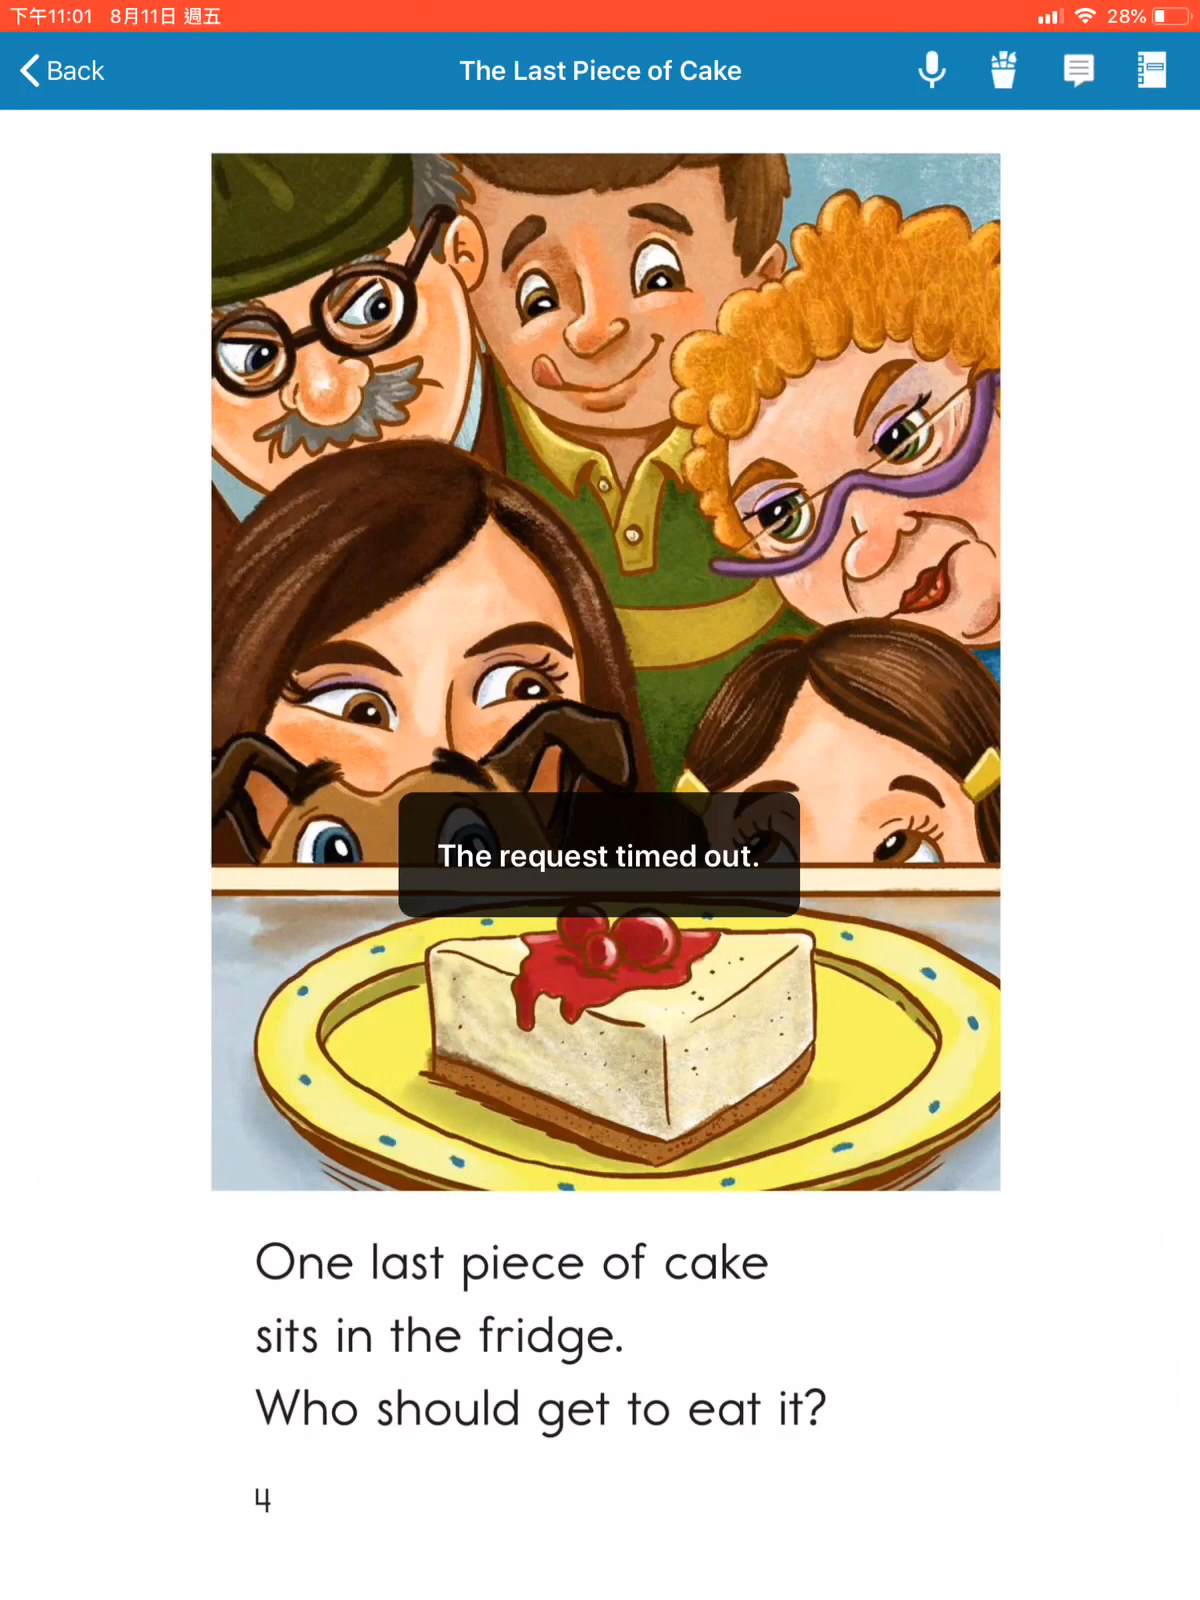 下午11:01 8月11日 週五 28%
Back The Last Piece of Cake
The request timed out.
One last piece of cake
sits in the fridge.
Who should get to eat it?
4